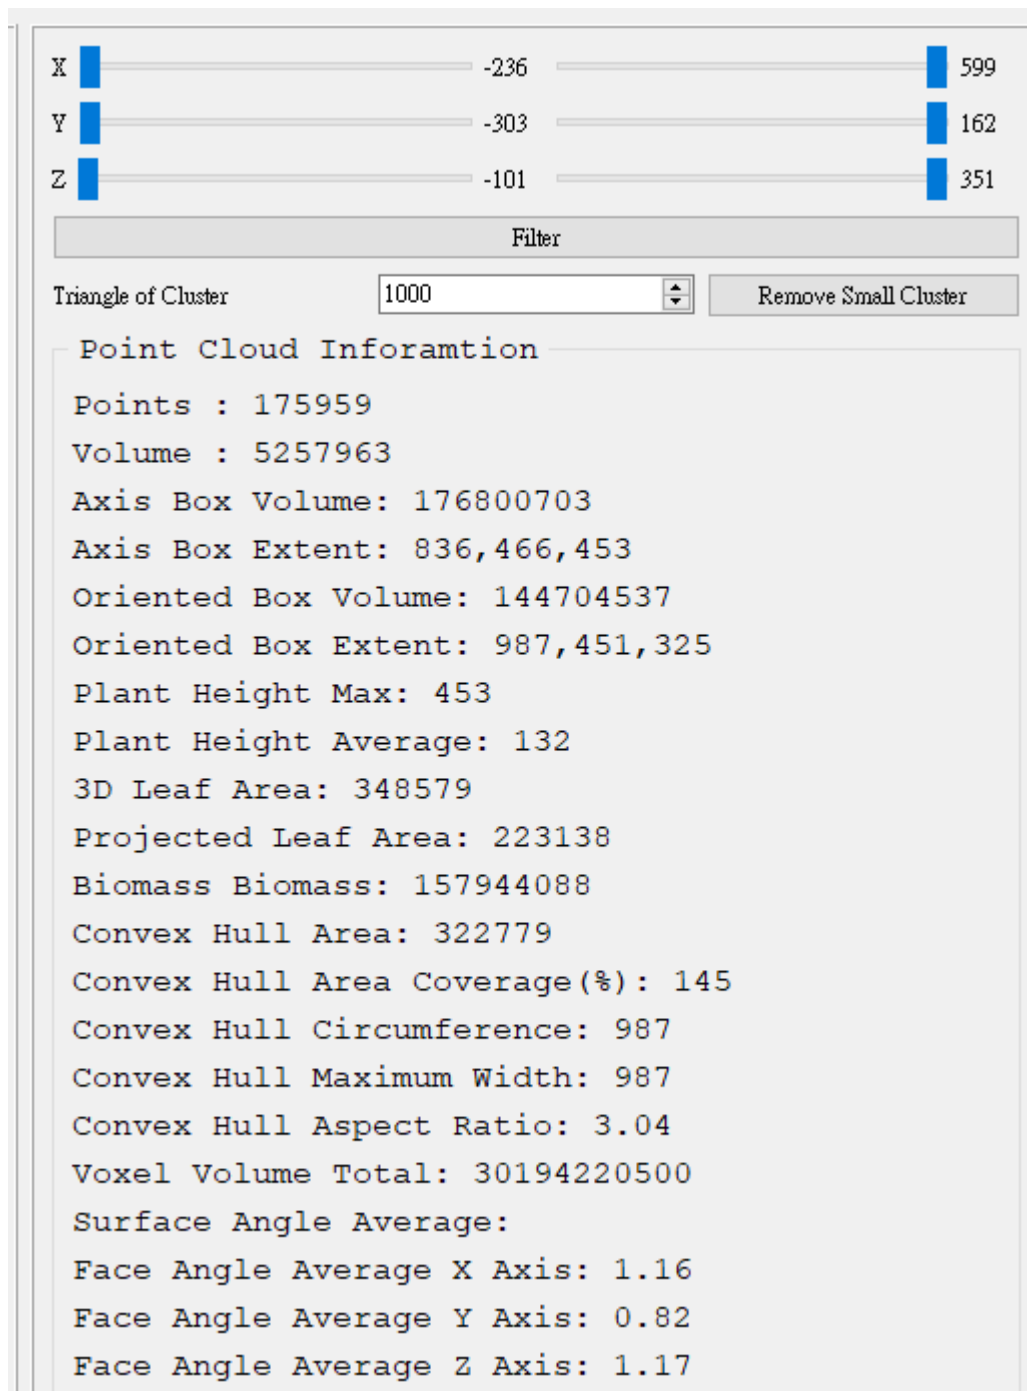 X -236 599
Y -303 162
Z -101 351
Filter
Triangle of Cluster 1000 Remove Small Cluster
Point Cloud Inforamtion
Points : 175959
Volume : 5257963
Axis Box Volume: 176800703
Axis Box Extent: 836,466,453
Oriented Box Volume: 144704537
Oriented Box Extent: 987,451,325
Plant Height Max: 453
Plant Height Average: 132
3D Leaf Area: 348579
Projected Leaf Area: 223138
Biomass Biomass: 157944088
Convex Hull Area: 322779
Convex Hull Area Coverage(%): 145
Convex Hull Circumference: 987
Convex Hull Maximum Width: 987
Convex Hull Aspect Ratio: 3.04
Voxel Volume Total: 30194220500
Surface Angle Average:
Face Angle Average X Axis: 1.16
Face Angle Average Y Axis: 0.82
Face Angle Average Z Axis: 1.17